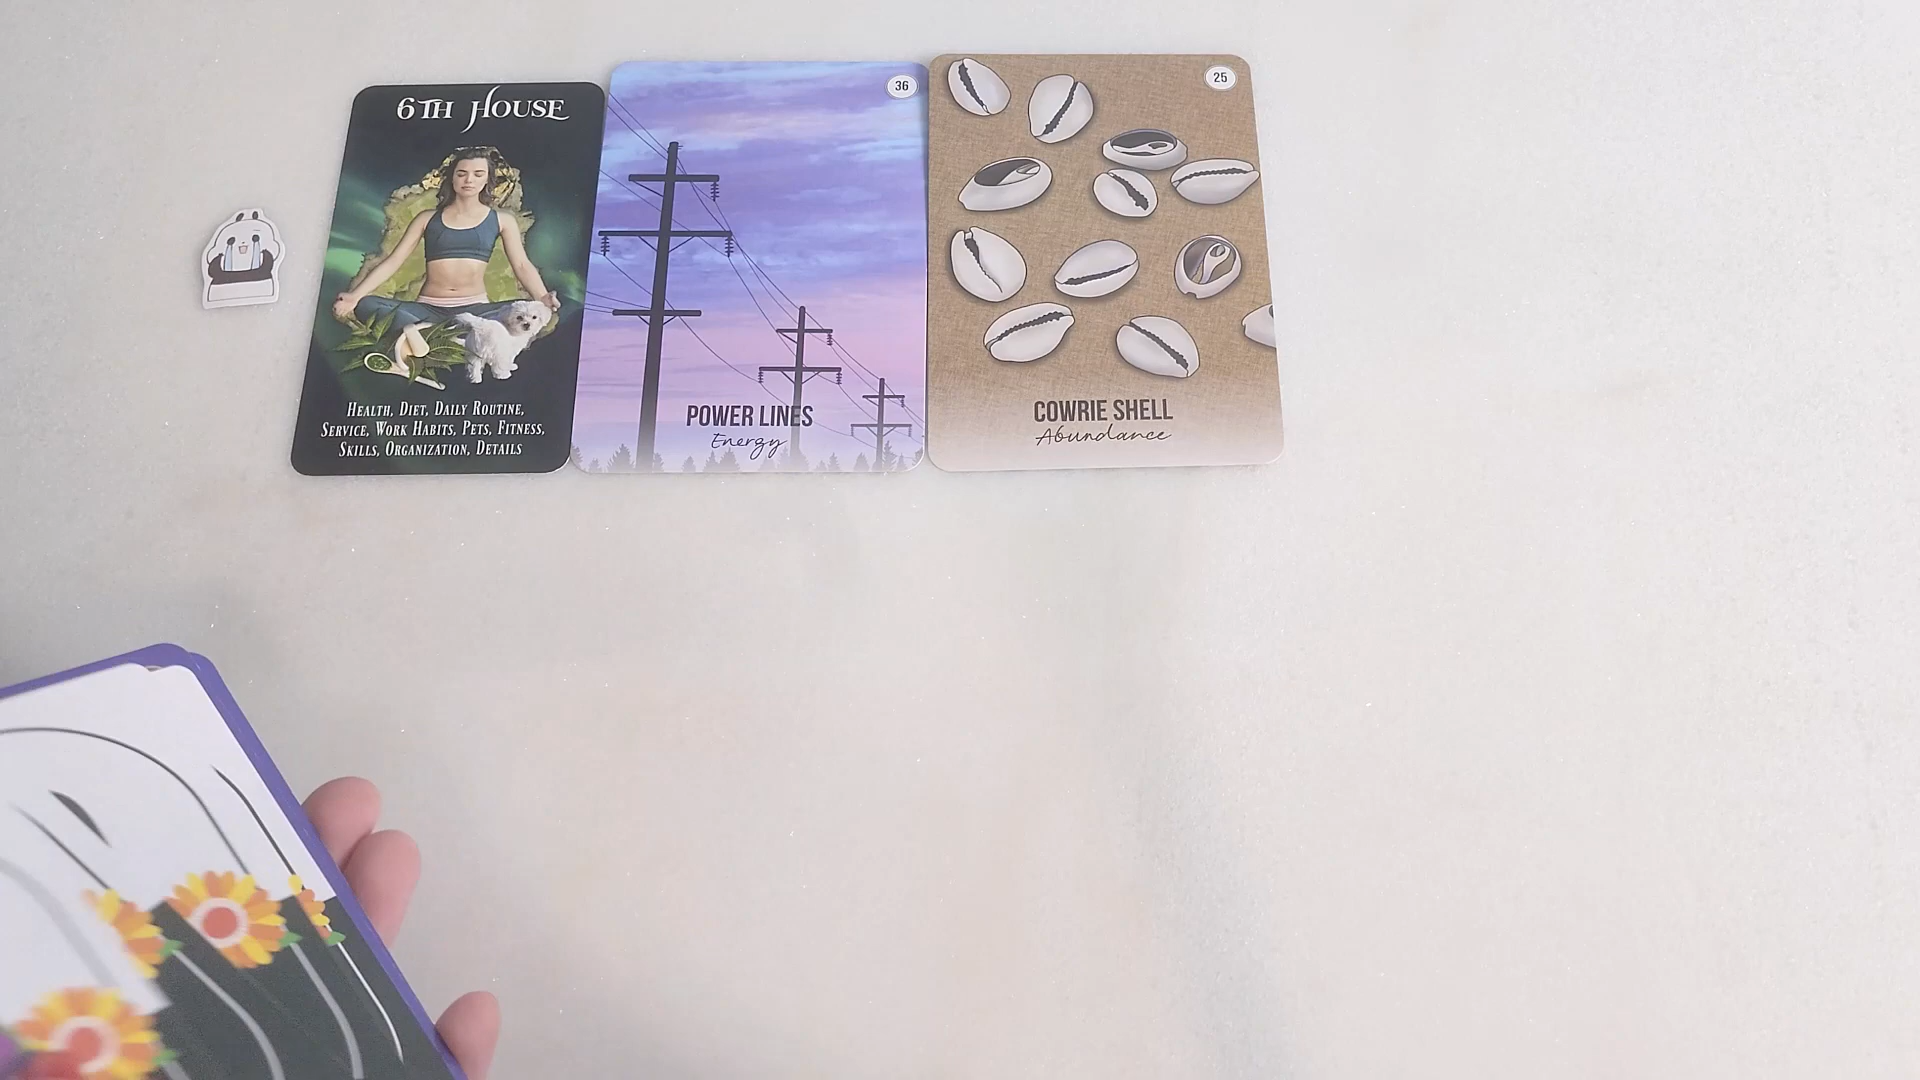 6TH HOUSE
HEALTH, DIET, DAILY ROUTINE,
SERVICE, WORK HABITS, PETS, FITNESS,
SKILLS, ORGANIZATION, DETAILS
36
POWER LINES
Energy
25
COWRIE SHELL
Abundance